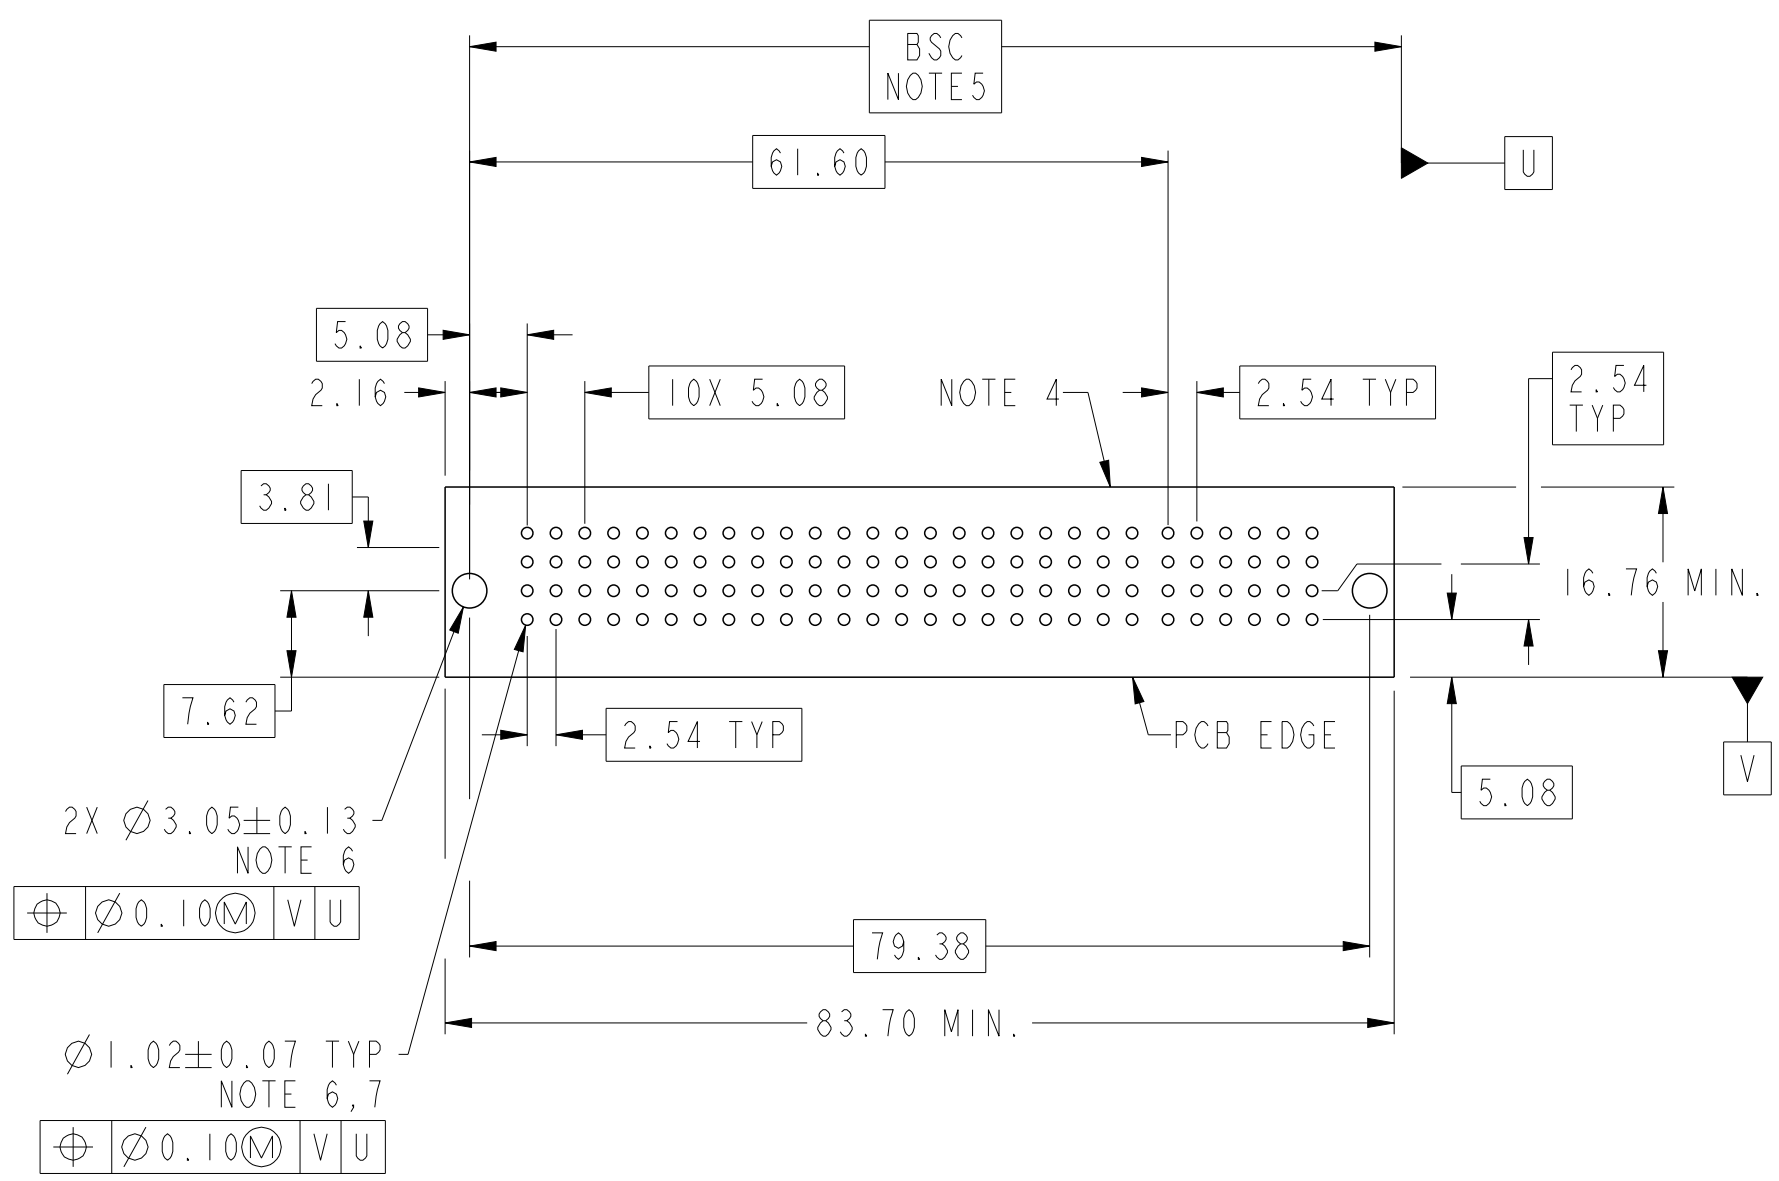 BSC
NOTE5
61.60
U
5.08
2.16
10X 5.08
NOTE 4
2.54 TYP
2.54
TYP
3.81
16.76 MIN.
7.62
2.54 TYP
PCB EDGE
V
5.08
2X Ø3.05±0.13
NOTE 6
⌖ Ø0.10Ⓜ V U
79.38
83.70 MIN.
Ø1.02±0.07 TYP
NOTE 6,7
⌖ Ø0.10Ⓜ V U